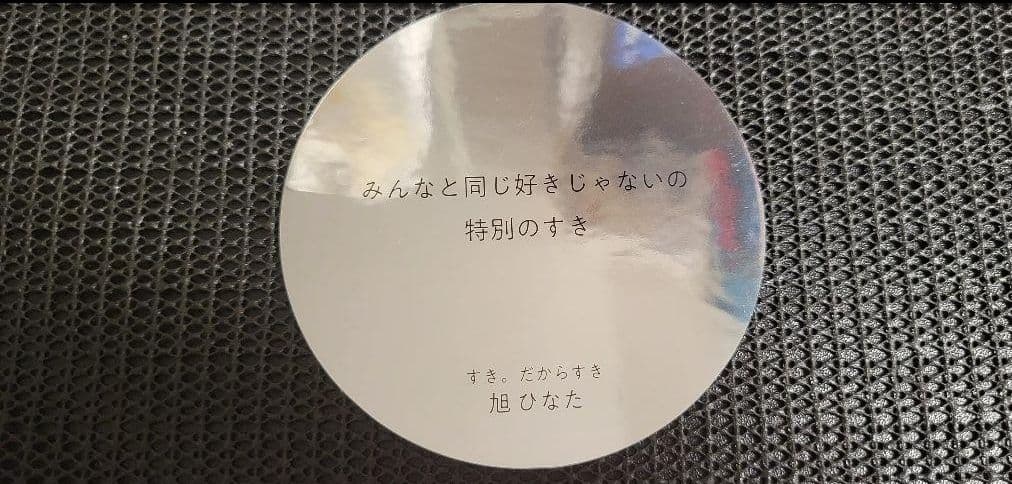 みんなと同じ好きじゃないの
特別のすき
すき。だからすき
旭 ひなた